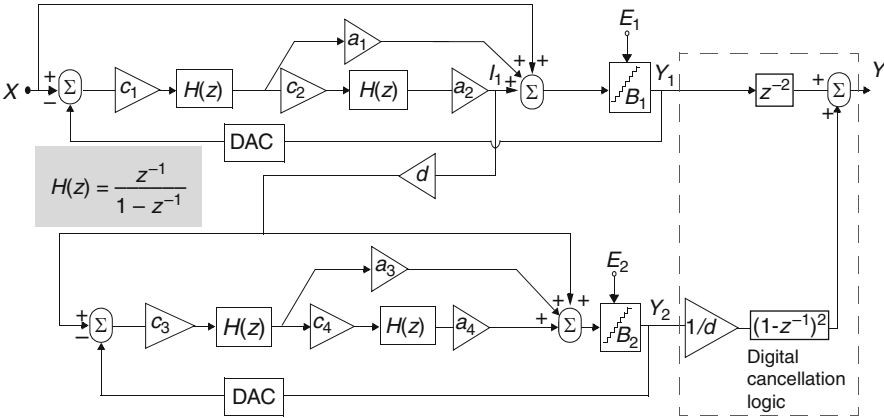 E₁
a₁
X
+
−
Σ
c₁
H(z)
c₂
H(z)
a₂
I₁
+
+
+
Σ
B₁
Y₁
z⁻²
+
+
Σ
Y
DAC
H(z) = z⁻¹ / 1 − z⁻¹
d
E₂
a₃
+
−
Σ
c₃
H(z)
c₄
H(z)
a₄
+
+
+
Σ
B₂
Y₂
1/d
(1-z⁻¹)²
Digital
cancellation
logic
DAC